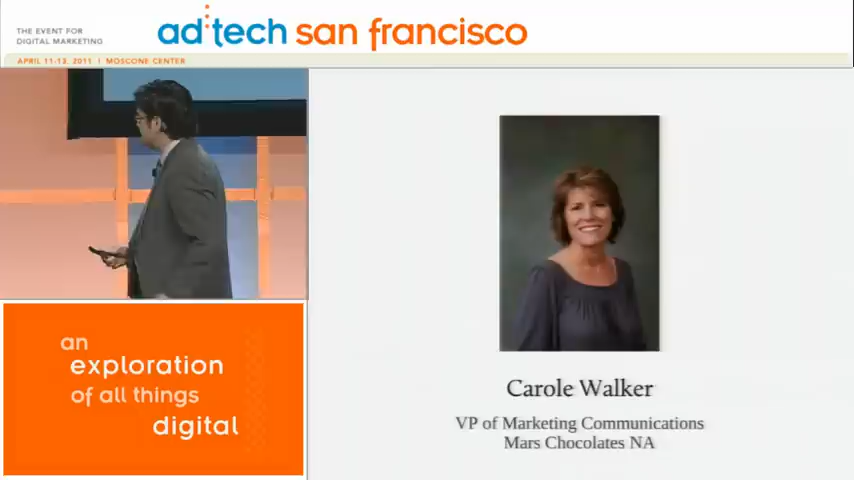 THE EVENT FOR
DIGITAL MARKETING
ad:tech san francisco
APRIL 11-13, 2011 | MOSCONE CENTER
an
exploration
of all things
digital
Carole Walker
VP of Marketing Communications
Mars Chocolates NA